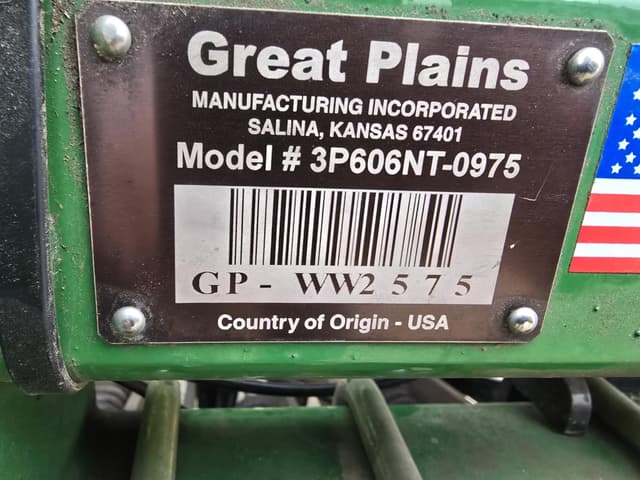 Great Plains
MANUFACTURING INCORPORATED
SALINA, KANSAS 67401
Model # 3P606NT-0975
GP-WW2575
Country of Origin - USA